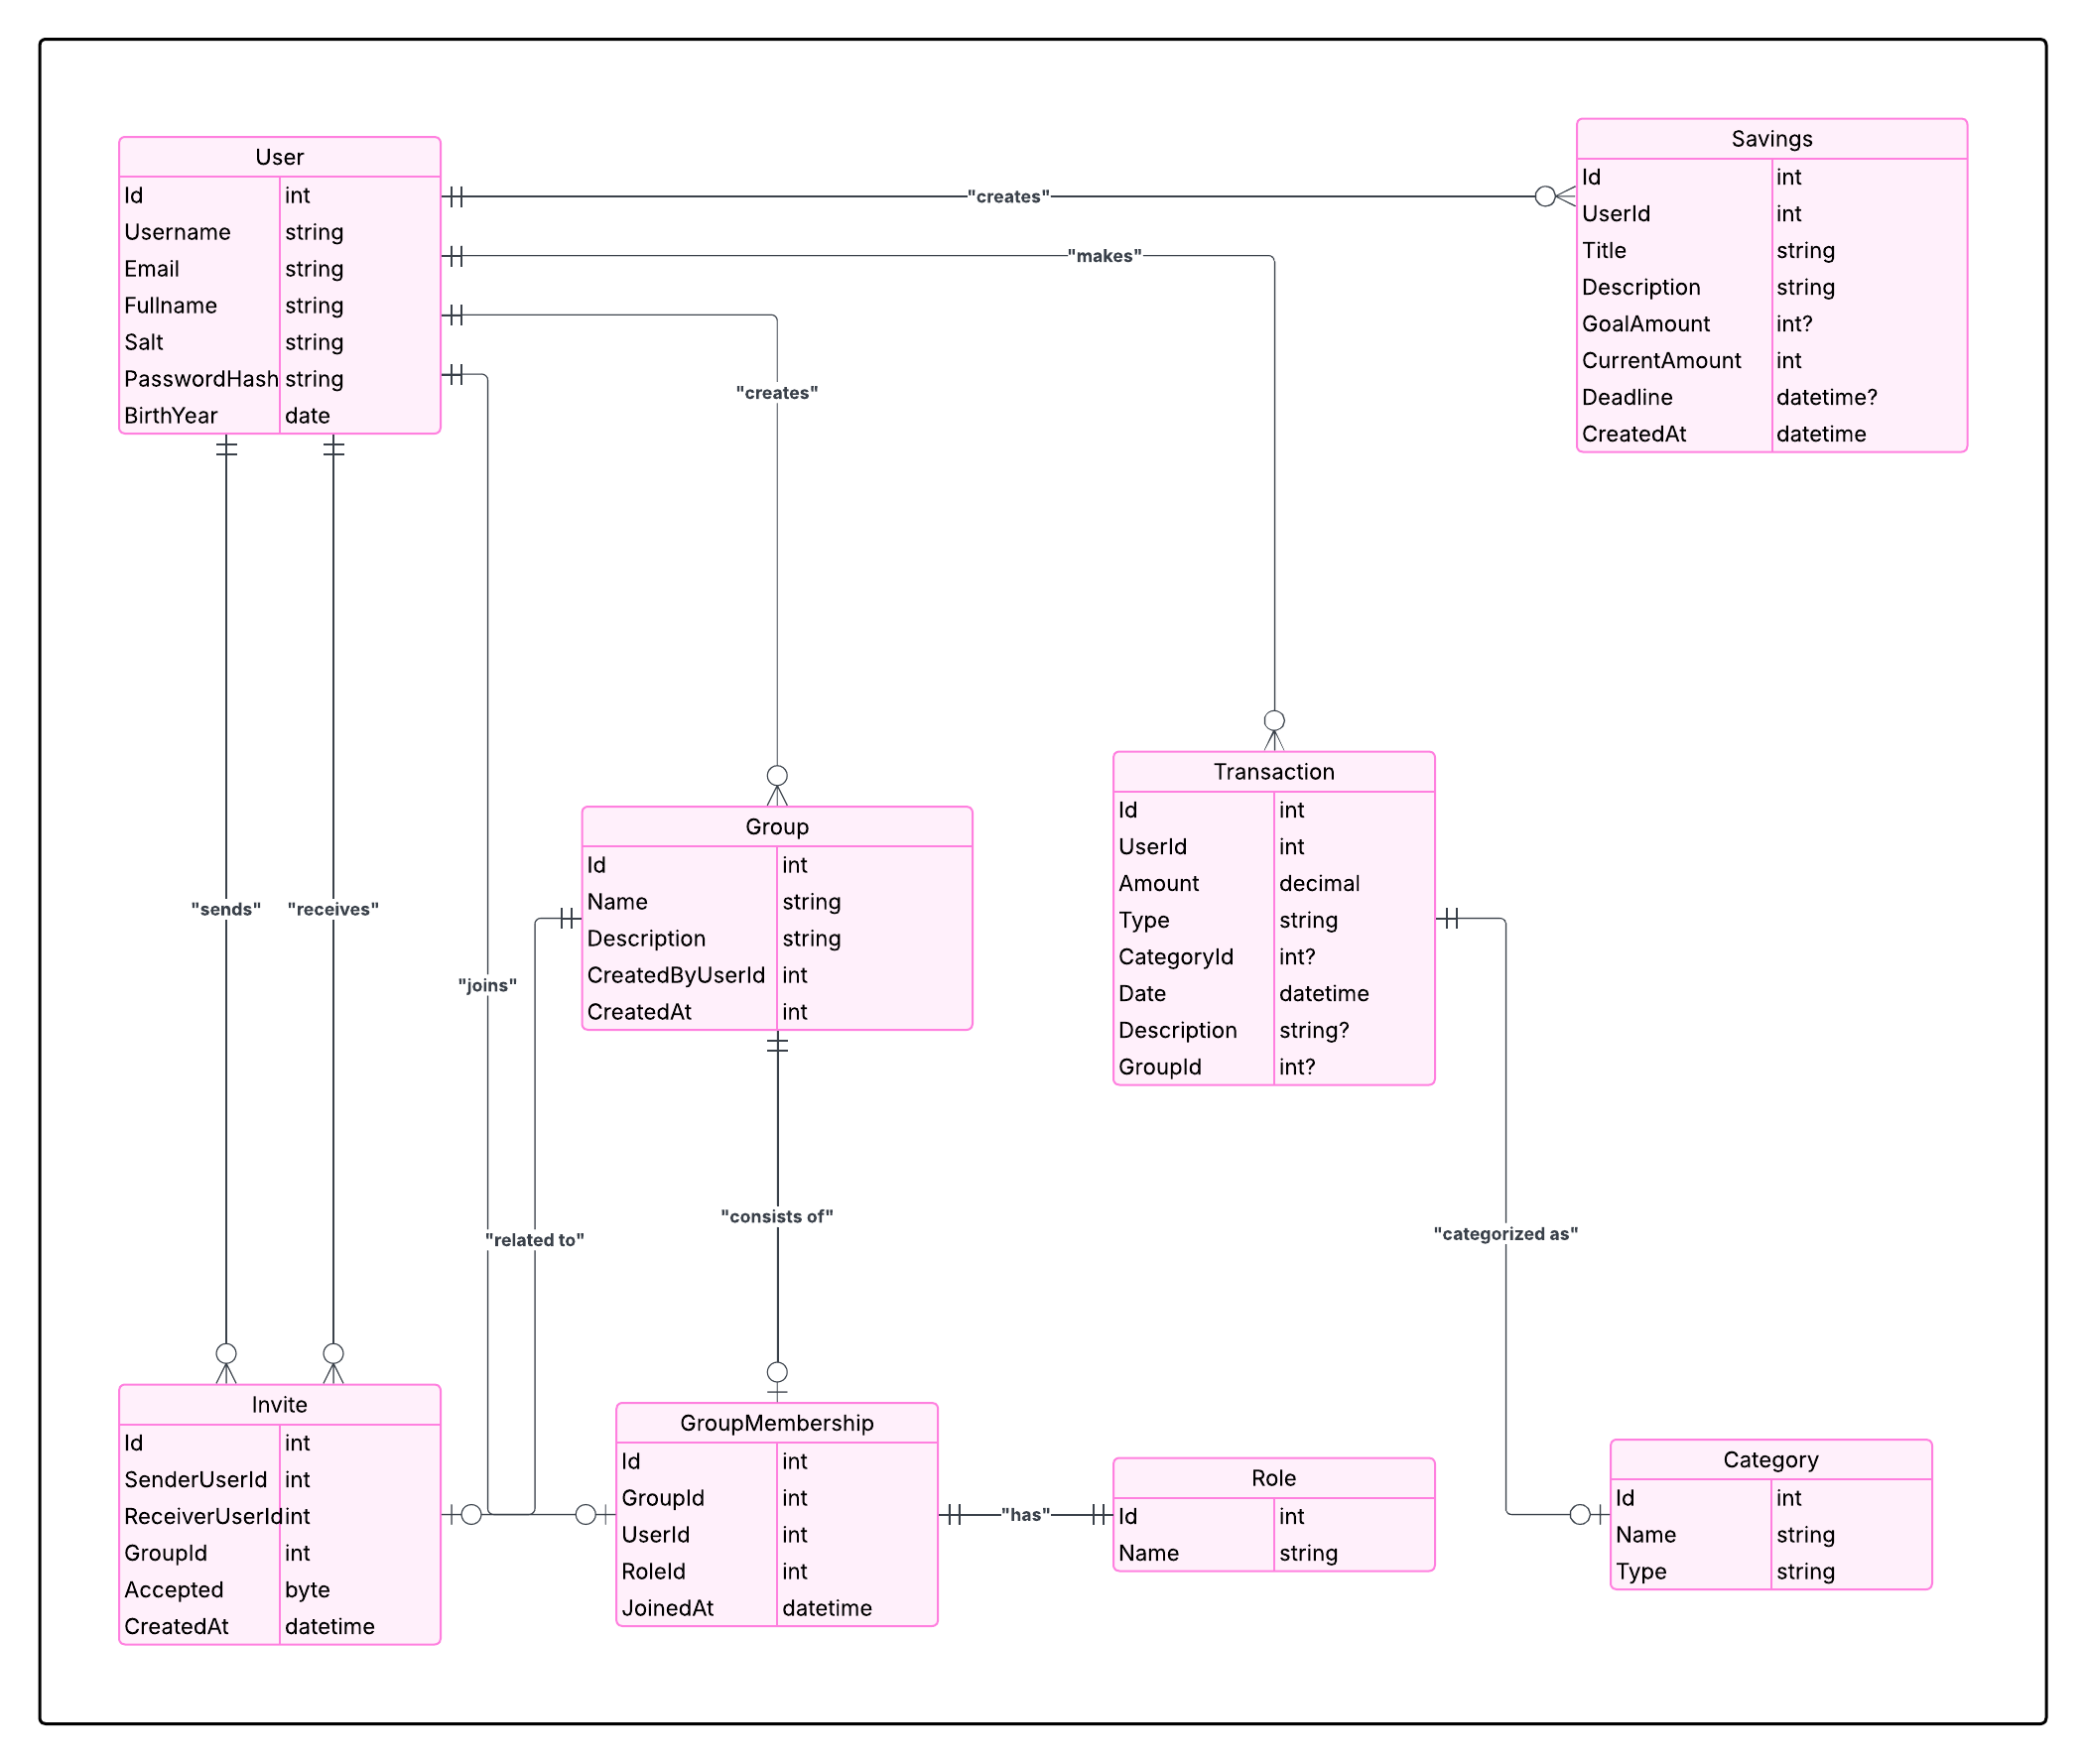 User
Id int
Username string
Email string
Fullname string
Salt string
PasswordHash string
BirthYear date
Savings
Id int
UserId int
Title string
Description string
GoalAmount int?
CurrentAmount int
Deadline datetime?
CreatedAt datetime
"creates"
"makes"
"creates"
Transaction
Id int
UserId int
Amount decimal
Type string
CategoryId int?
Date datetime
Description string?
GroupId int?
Group
Id int
Name string
Description string
CreatedByUserId int
CreatedAt int
"sends"
"receives"
"joins"
"related to"
"consists of"
"categorized as"
Invite
Id int
SenderUserId int
ReceiverUserId int
GroupId int
Accepted byte
CreatedAt datetime
GroupMembership
Id int
GroupId int
UserId int
RoleId int
JoinedAt datetime
"has"
Role
Id int
Name string
Category
Id int
Name string
Type string